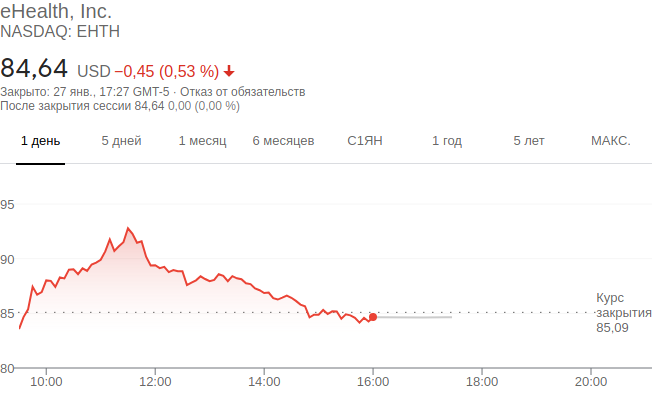 eHealth, Inc.
NASDAQ: EHTH
84,64 USD −0,45 (0,53 %)
Закрыто: 27 янв., 17:27 GMT-5 · Отказ от обязательств
После закрытия сессии 84,64 0,00 (0,00 %)
1 день 5 дней 1 месяц 6 месяцев С1ЯН 1 год 5 лет МАКС.
95
90
85
80
Курс
закрытия
85,09
10:00 12:00 14:00 16:00 18:00 20:00